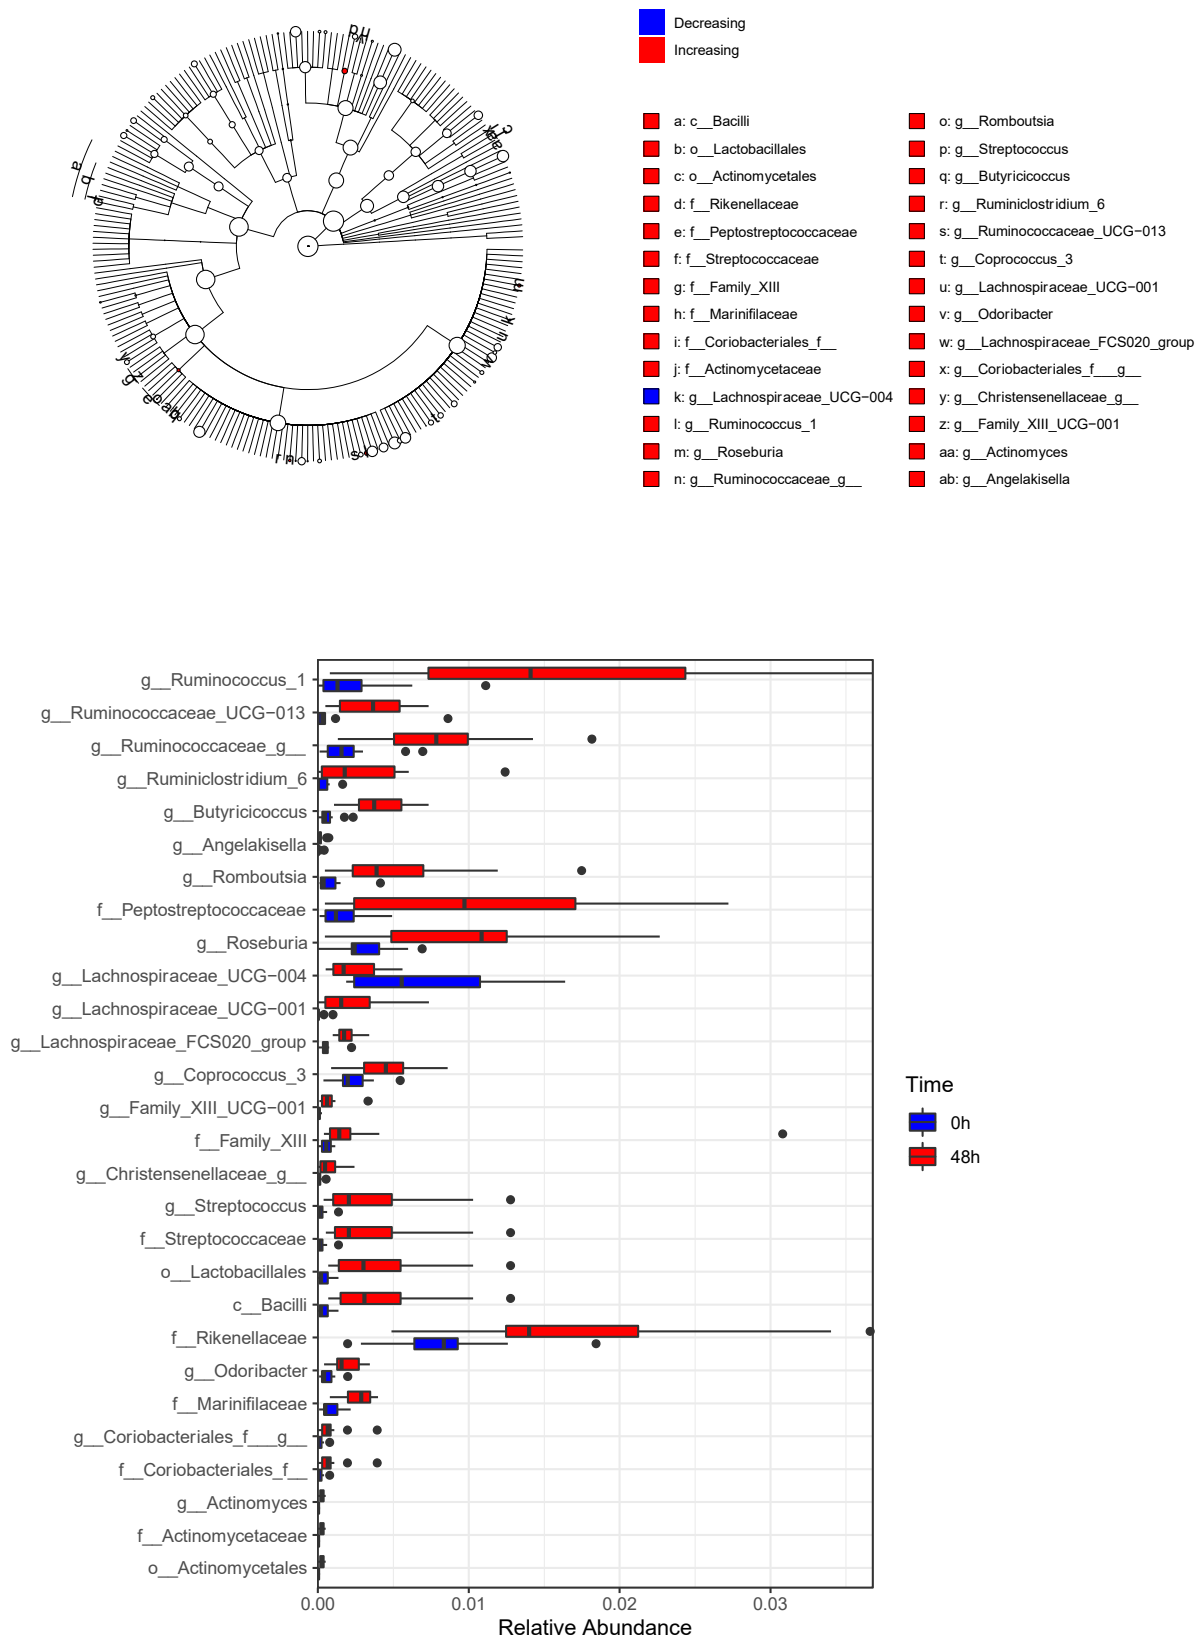 Decreasing
Increasing
a: c__Bacilli
b: o__Lactobacillales
c: o__Actinomycetales
d: f__Rikenellaceae
e: f__Peptostreptococcaceae
f: f__Streptococcaceae
g: f__Family_XIII
h: f__Marinifilaceae
i: f__Coriobacteriales_f__
j: f__Actinomycetaceae
k: g__Lachnospiraceae_UCG−004
l: g__Ruminococcus_1
m: g__Roseburia
n: g__Ruminococcaceae_g__
o: g__Romboutsia
p: g__Streptococcus
q: g__Butyricicoccus
r: g__Ruminiclostridium_6
s: g__Ruminococcaceae_UCG−013
t: g__Coprococcus_3
u: g__Lachnospiraceae_UCG−001
v: g__Odoribacter
w: g__Lachnospiraceae_FCS020_group
x: g__Coriobacteriales_f___g__
y: g__Christensenellaceae_g__
z: g__Family_XIII_UCG−001
aa: g__Actinomyces
ab: g__Angelakisella
a
b
c
y
e
r
s
t
w
u
k
g__Ruminococcus_1
g__Ruminococcaceae_UCG−013
g__Ruminococcaceae_g__
g__Ruminiclostridium_6
g__Butyricicoccus
g__Angelakisella
g__Romboutsia
f__Peptostreptococcaceae
g__Roseburia
g__Lachnospiraceae_UCG−004
g__Lachnospiraceae_UCG−001
g__Lachnospiraceae_FCS020_group
g__Coprococcus_3
g__Family_XIII_UCG−001
f__Family_XIII
g__Christensenellaceae_g__
g__Streptococcus
f__Streptococcaceae
o__Lactobacillales
c__Bacilli
f__Rikenellaceae
g__Odoribacter
f__Marinifilaceae
g__Coriobacteriales_f___g__
f__Coriobacteriales_f__
g__Actinomyces
f__Actinomycetaceae
o__Actinomycetales
0.00 0.01 0.02 0.03
Relative Abundance
Time
0h
48h